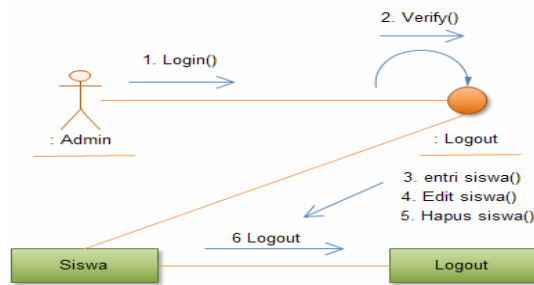 2. Verify()
1. Login()
: Admin
: Logout
3. entri siswa()
4. Edit siswa()
5. Hapus siswa()
6 Logout
Siswa
Logout